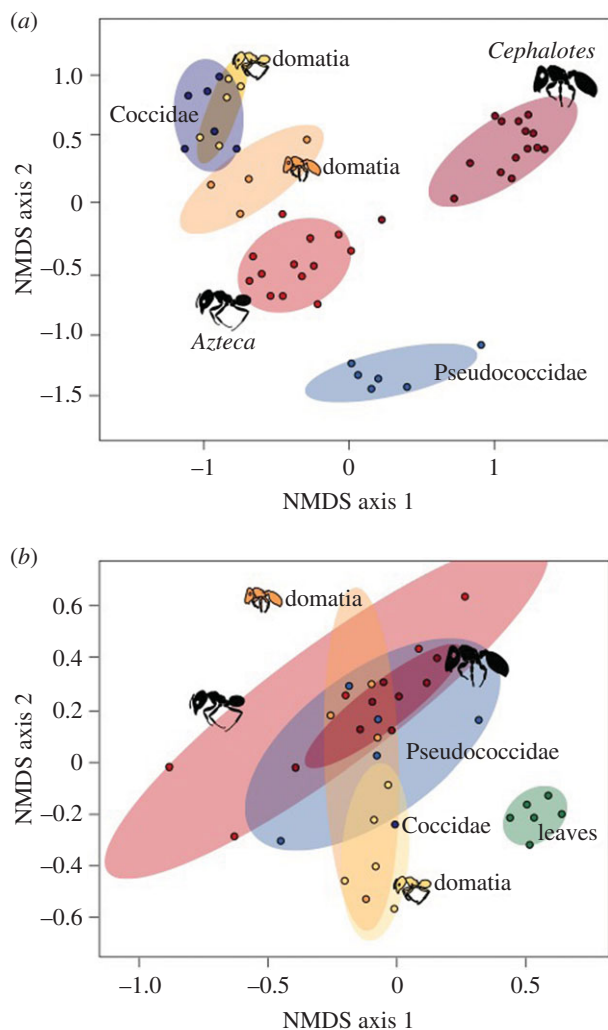 (a)
domatia
Cephalotes
Coccidae
domatia
Azteca
Pseudococcidae
NMDS axis 2
1.0
0.5
0
−0.5
−1.0
−1.5
−1
0
1
NMDS axis 1
(b)
domatia
Pseudococcidae
Coccidae
leaves
domatia
NMDS axis 2
0.6
0.4
0.2
0
−0.2
−0.4
−0.6
−1.0
−0.5
0
0.5
NMDS axis 1